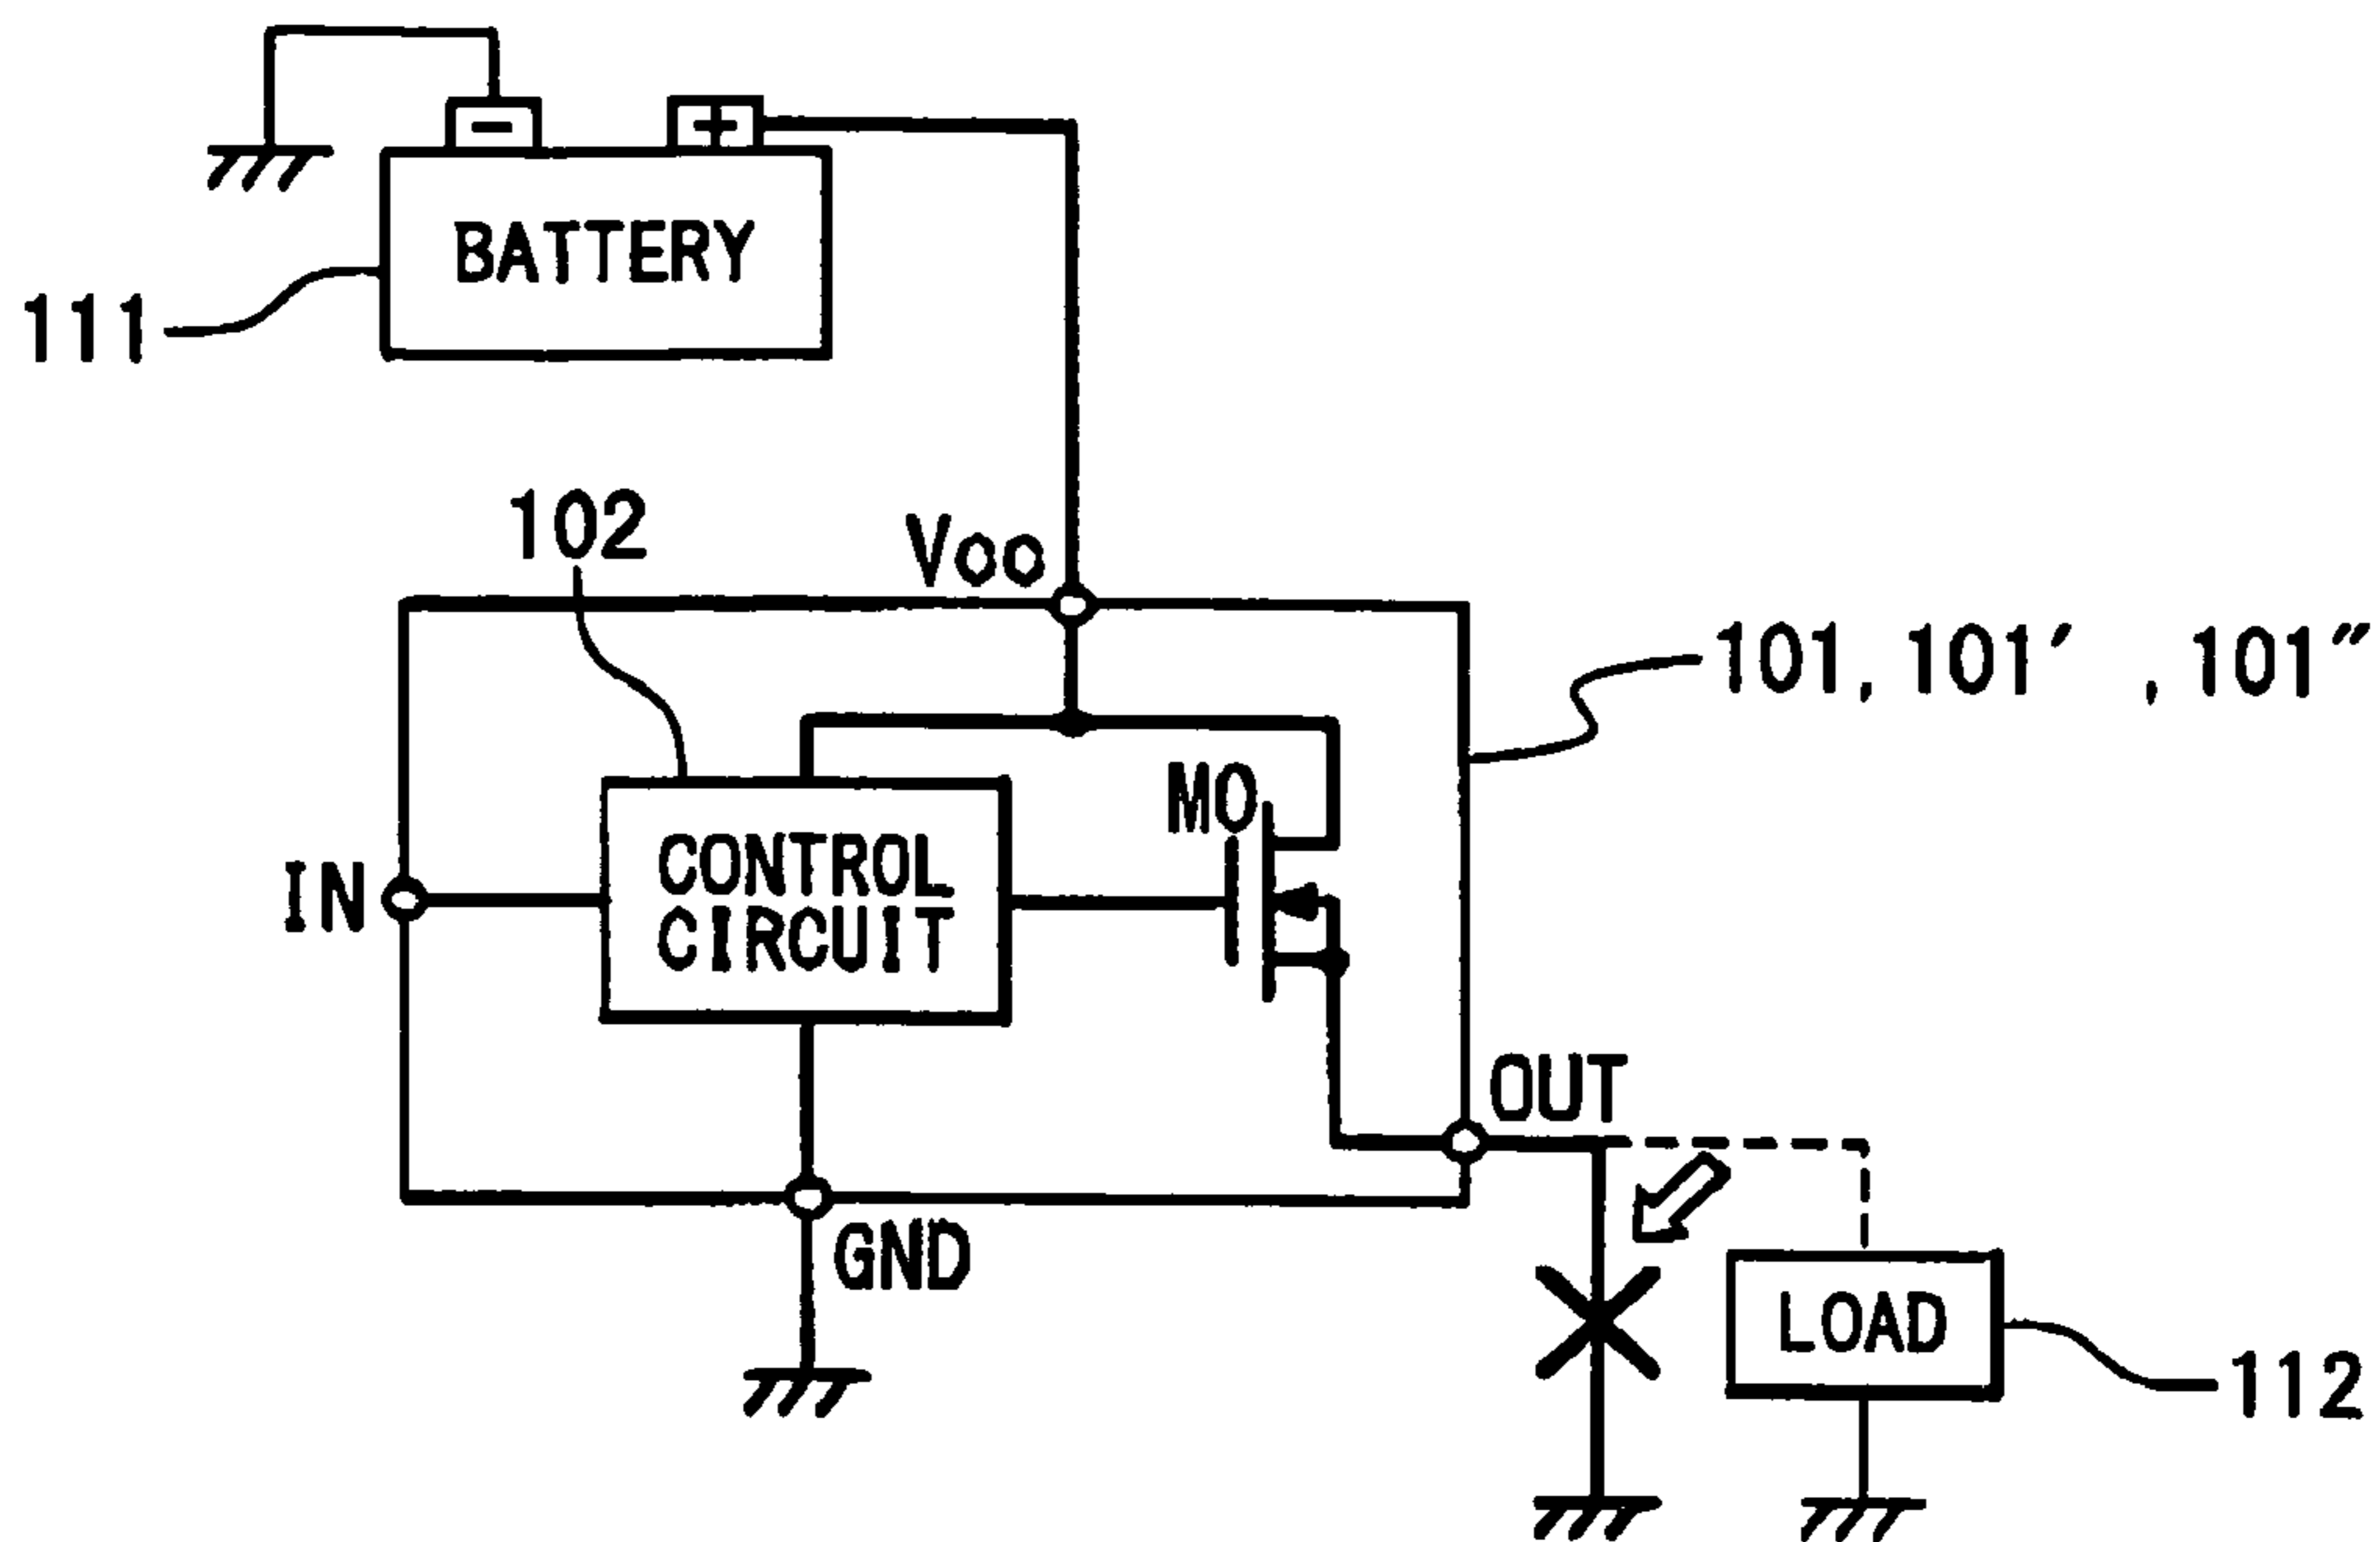 BATTERY
111
102
Voo
101, 101′ , 101″
MO
CONTROL
CIRCUIT
IN
OUT
GND
LOAD
112